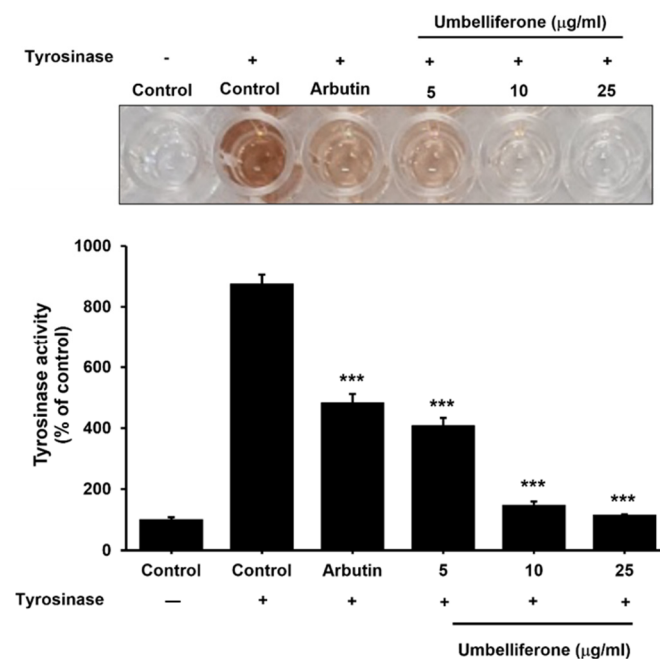 Umbelliferone (μg/ml)
Tyrosinase - + + + + +
Control Control Arbutin 5 10 25
Tyrosinase activity
(% of control)
1000
800
600
400
200
0
***
***
***
***
Control Control Arbutin 5 10 25
Tyrosinase — + + + + +
Umbelliferone (μg/ml)